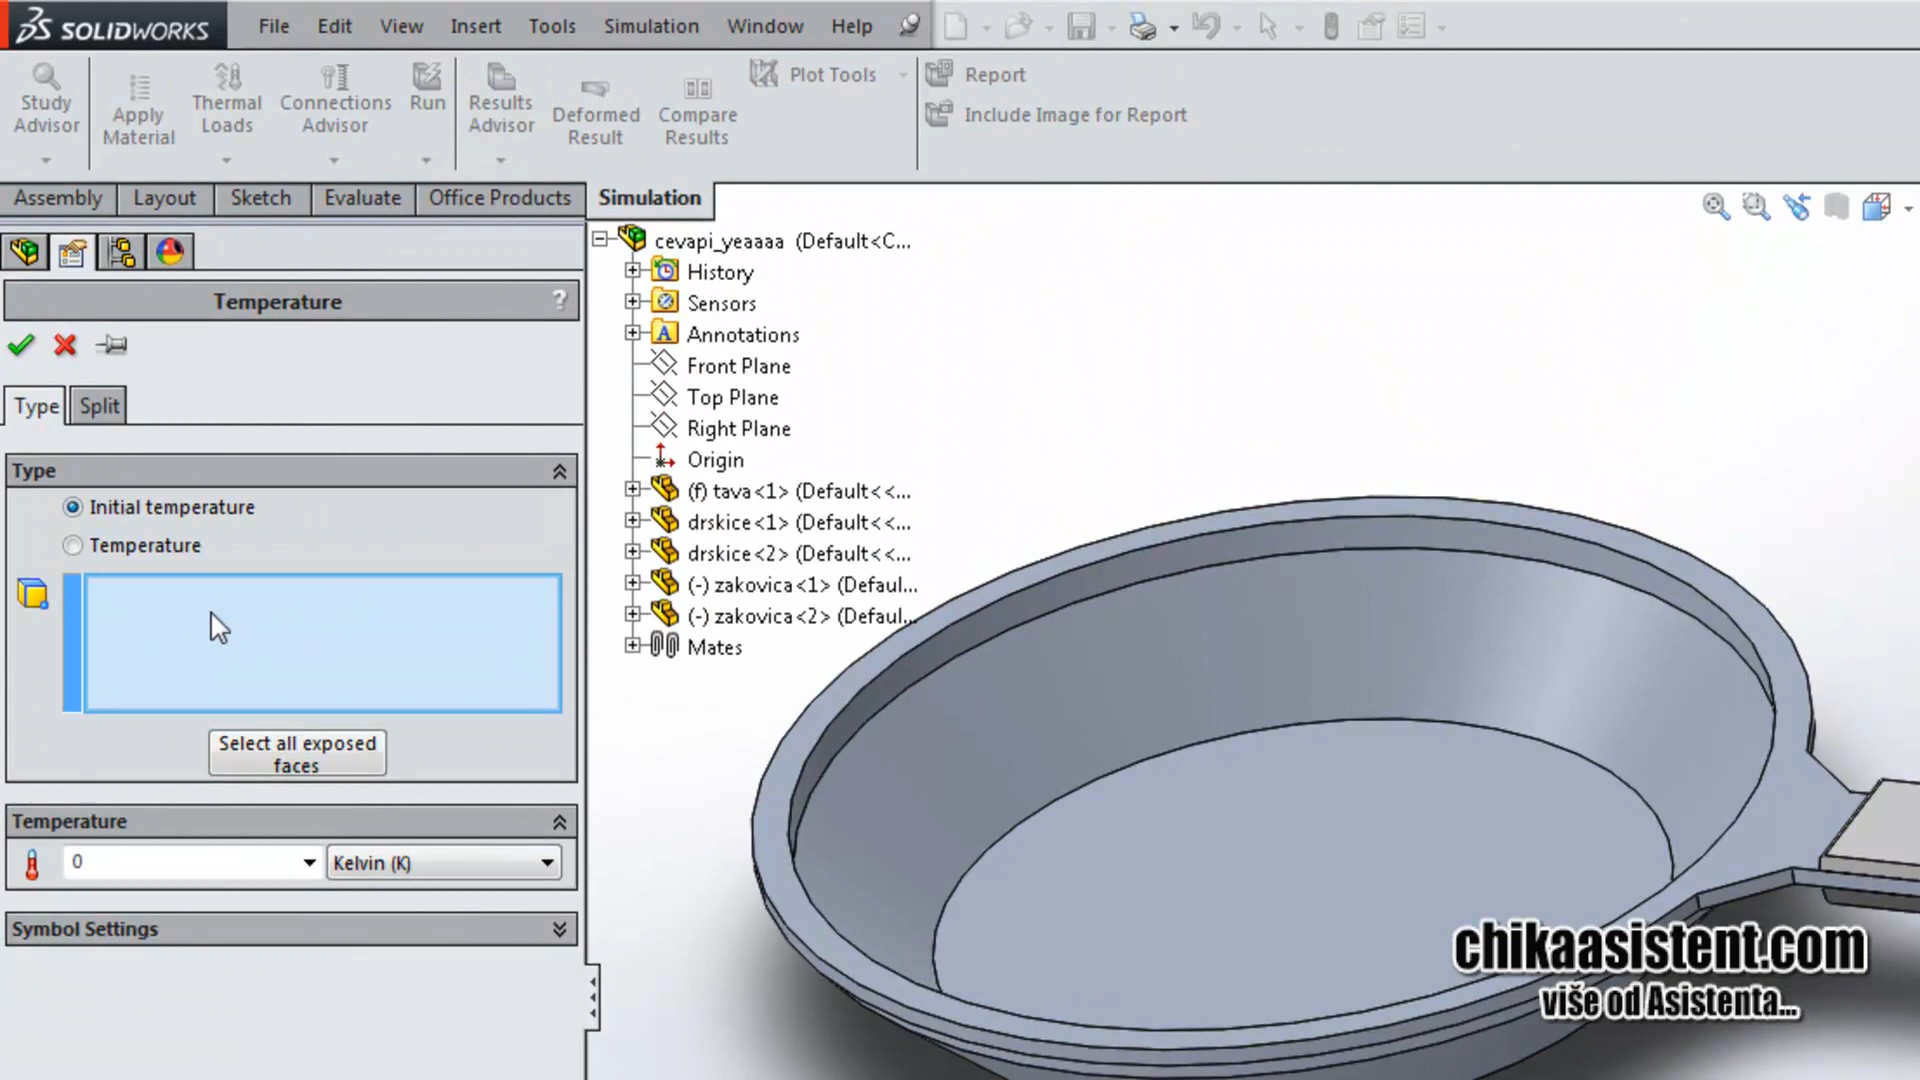 SOLIDWORKS
File Edit View Insert Tools Simulation Window Help
Study Advisor
Apply Material
Thermal Loads
Connections Advisor
Run
Results Advisor
Deformed Result
Compare Results
Plot Tools
Report
Include Image for Report
Assembly Layout Sketch Evaluate Office Products Simulation
Temperature ?
Type Split
Type
Initial temperature
Temperature
Select all exposed
faces
Temperature
0 Kelvin (K)
Symbol Settings
cevapi_yeaaaa (Default<C...
History
Sensors
A Annotations
Front Plane
Top Plane
Right Plane
Origin
(f) tava<1> (Default<<...
drskice<1> (Default<<...
drskice<2> (Default<<...
(-) zakovica<1> (Defaul...
(-) zakovica<2> (Defaul...
Mates
chikaasistent.com
više od Asistenta...